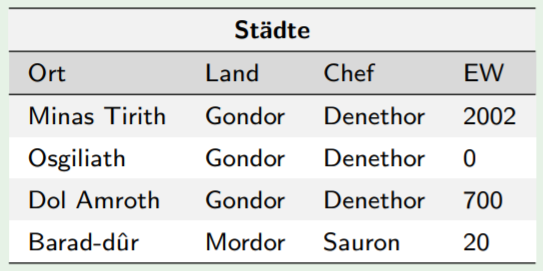 Städte
Ort Land Chef EW
Minas Tirith Gondor Denethor 2002
Osgiliath Gondor Denethor 0
Dol Amroth Gondor Denethor 700
Barad-dûr Mordor Sauron 20